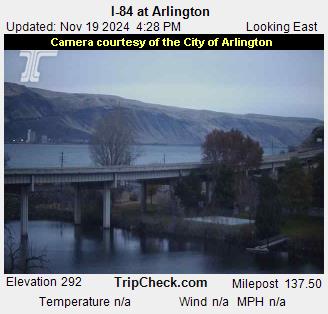 I-84 at Arlington
Updated: Nov 19 2024 4:28 PM Looking East
Camera courtesy of the City of Arlington
Elevation 292 TripCheck.com Milepost 137.50
Temperature n/a Wind n/a MPH n/a